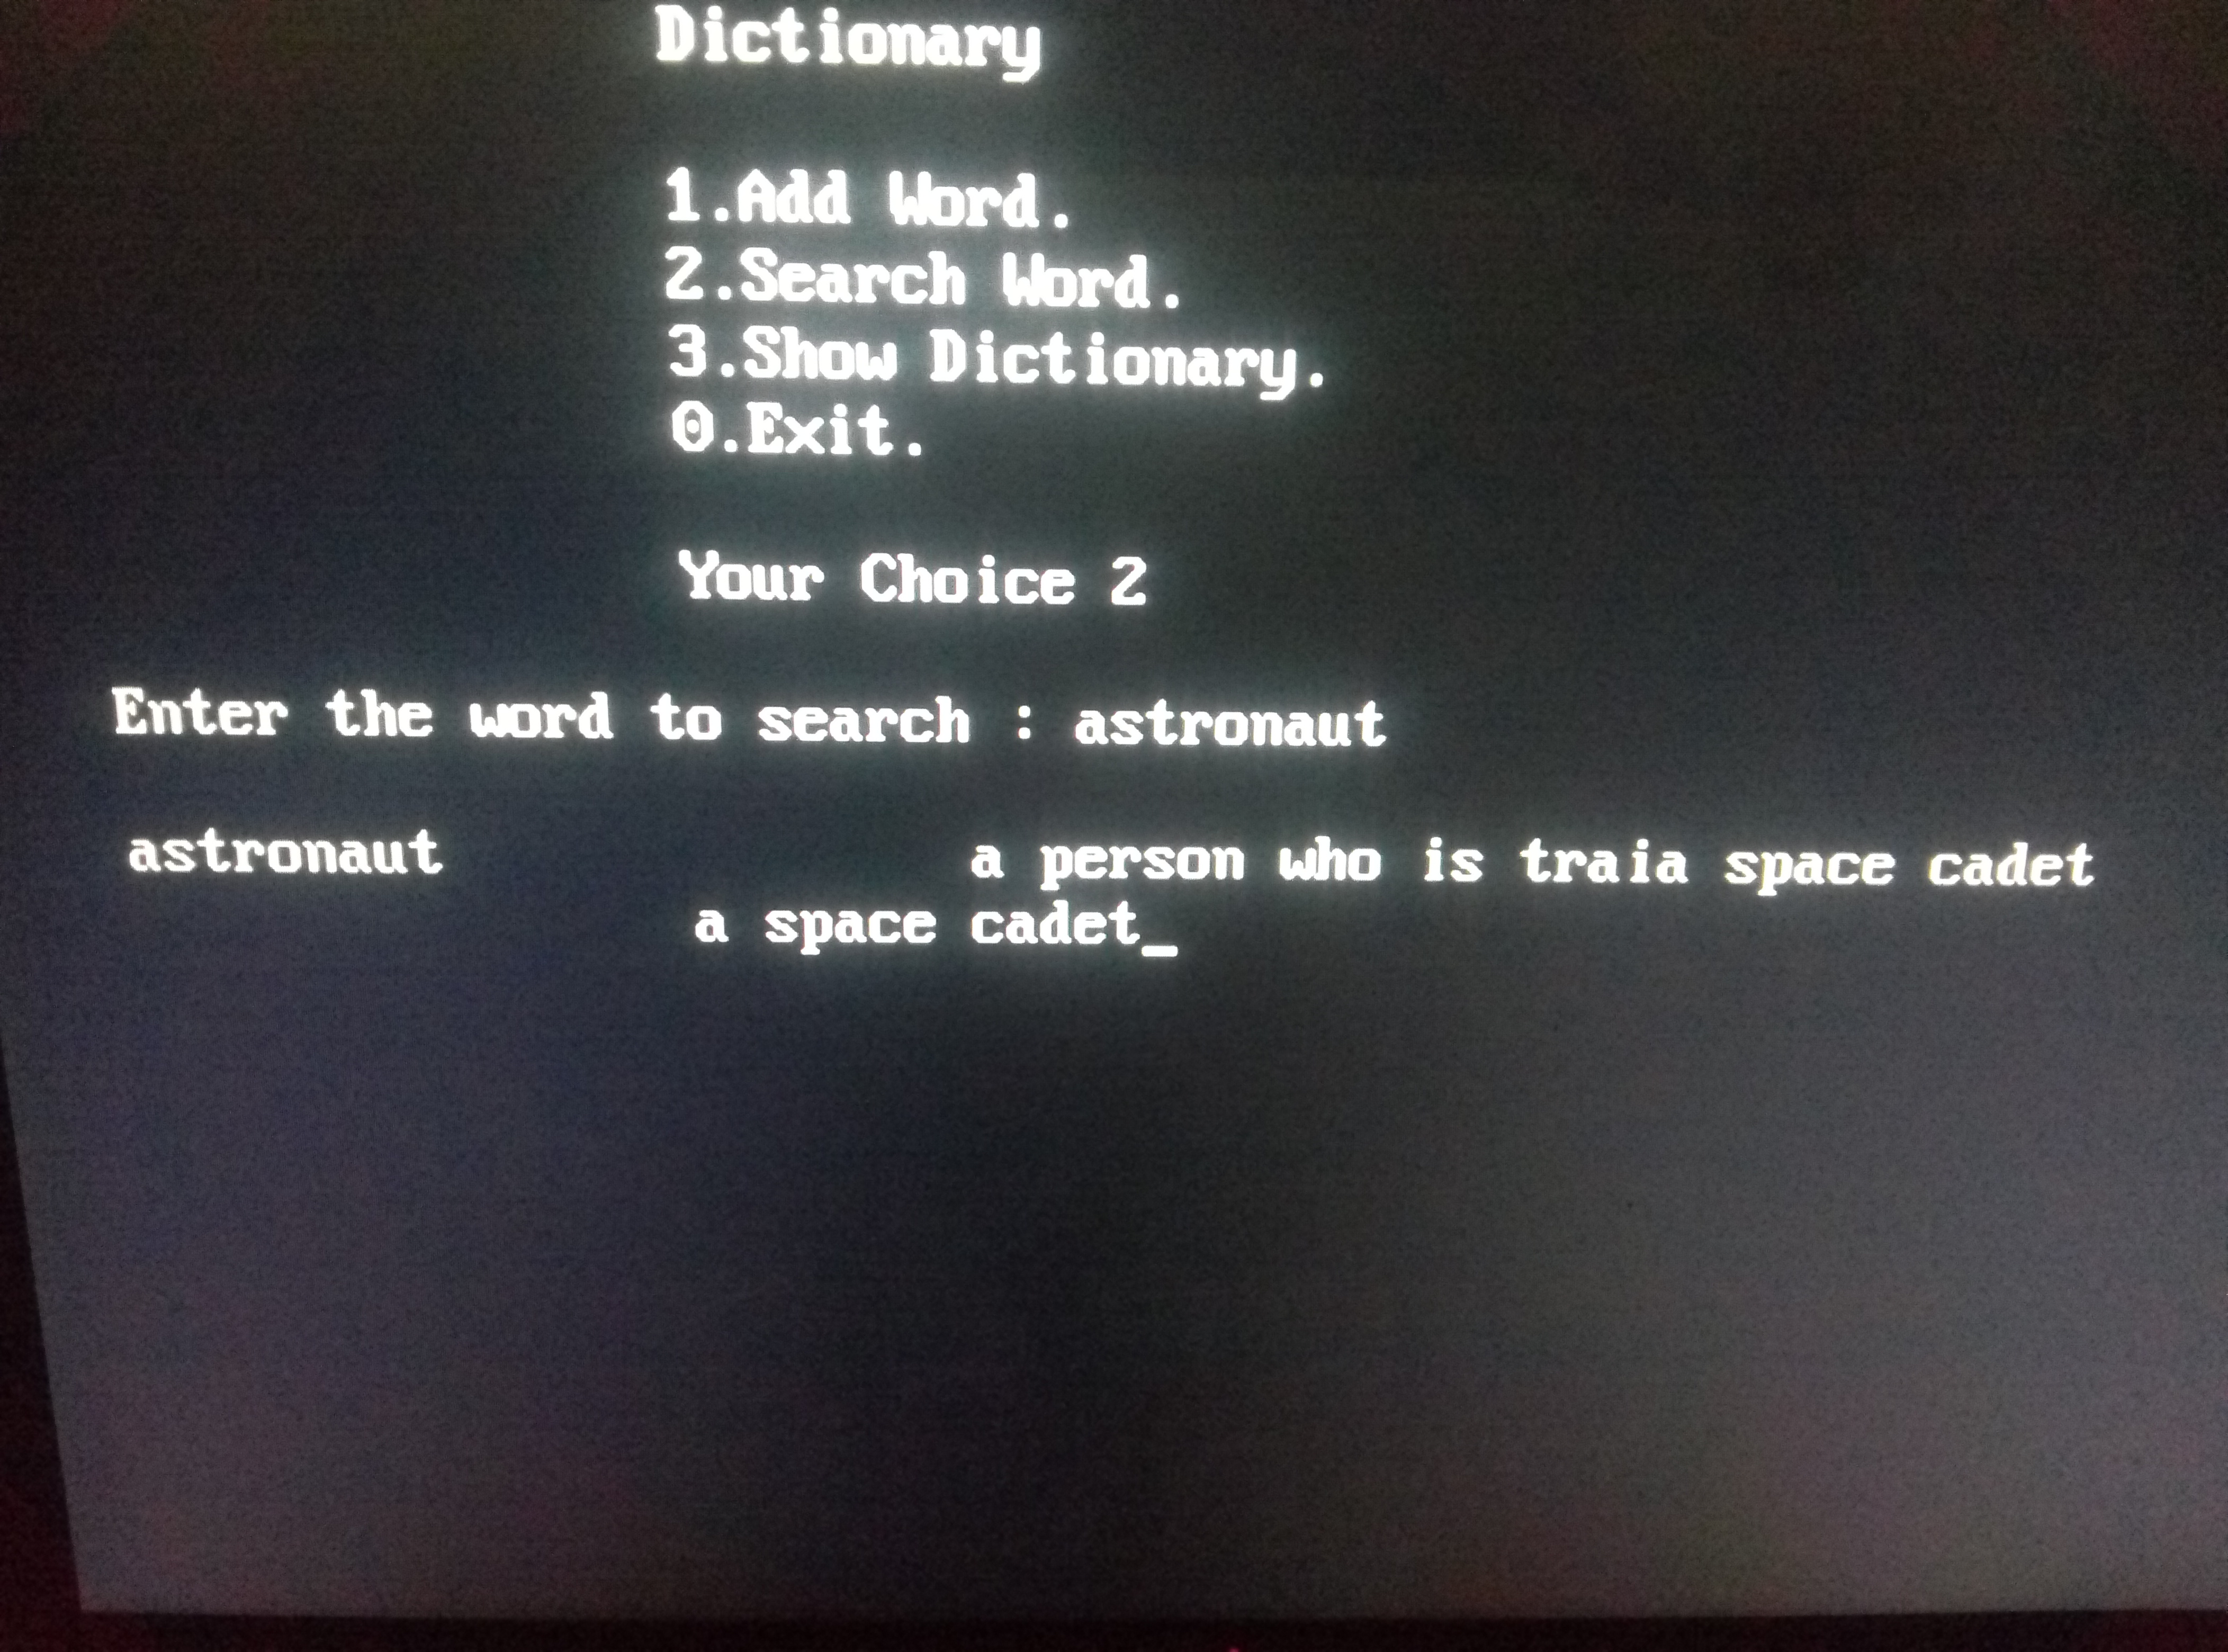 Dictionary
1.Add Word.
2.Search Word.
3.Show Dictionary.
0.Exit.
Your Choice 2
Enter the word to search : astronaut
astronaut a person who is traia space cadet
a space cadet_